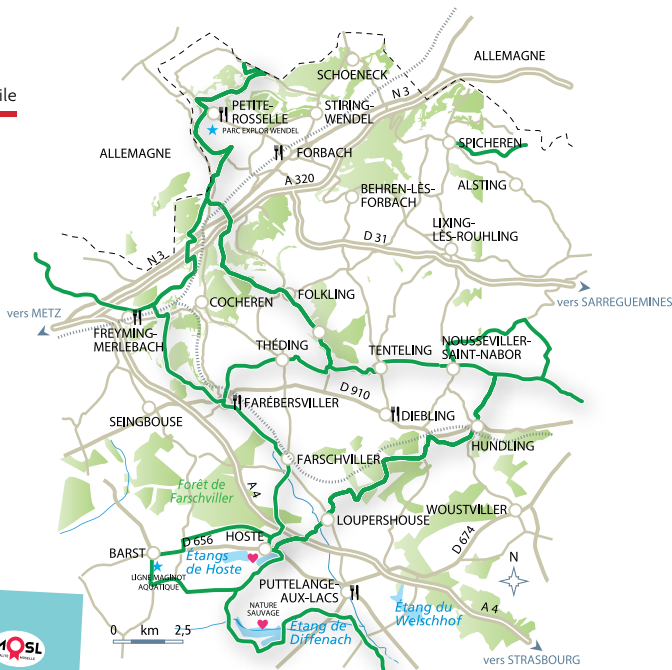 ile
ALLEMAGNE
SCHOENECK
N 3
PETITE-
ROSSELLE
STIRING-
WENDEL
PARC EXPLOR WENDEL
SPICHEREN
ALLEMAGNE
FORBACH
A 320
BEHREN-LÈS-
FORBACH
ALSTING
LIXING-
LÈS-ROUHLING
D 31
N 3
vers SARREGUEMINES
COCHEREN
FOLKLING
vers METZ
FREYMING-
MERLEBACH
THÉDING
TENTELING
NOUSSEVILLER-
SAINT-NABOR
D 910
FARÉBERSVILLER
DIEBLING
SEINGBOUSE
HUNDLING
FARSCHVILLER
Forêt de
Farschviller
A 4
LOUPERSHOUSE
WOUSTVILLER
D 656
HOSTE
D 674
BARST
Étangs
de Hoste
N
LIGNE MAGINOT
AQUATIQUE
PUTTELANGE-
AUX-LACS
NATURE
SAUVAGE
Étang du
Welschhof
A 4
Étang de
Diffenach
0 km 2,5
MOSL
vers STRASBOURG